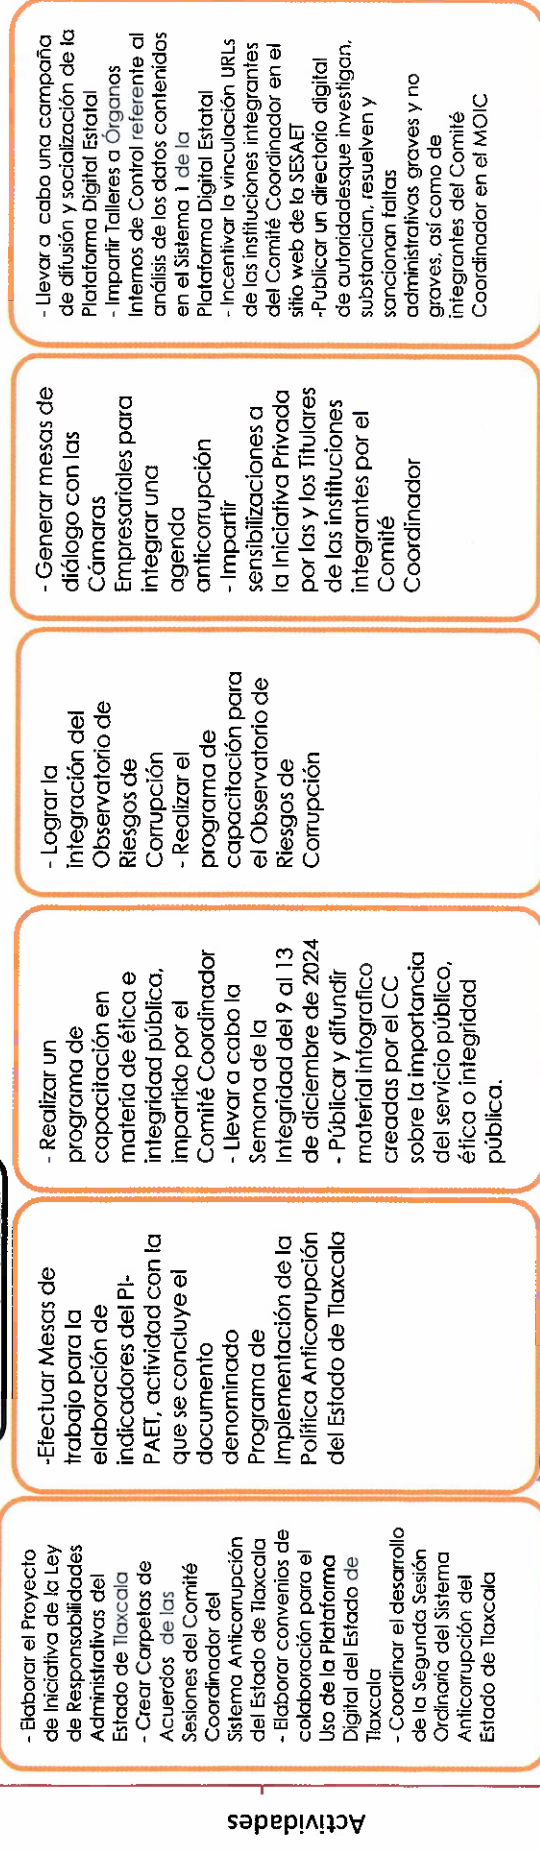 Actividades
- Elaborar el Proyecto
de Iniciativa de la Ley
de Responsabilidades
Administrativas del
Estado de Tlaxcala
- Crear Carpetas de
Acuerdos de las
Sesiones del Comité
Coordinador del
Sistema Anticorrupción
del Estado de Tlaxcala
- Elaborar convenios de
colaboración para el
Uso de la Plataforma
Digital del Estado de
Tlaxcala
- Coordinar el desarrollo
de la Segunda Sesión
Ordinaria del Sistema
Anticorrupción del
Estado de Tlaxcala
-Efectuar Mesas de
trabajo para la
elaboración de
indicadores del PI-
PAET, actividad con la
que se concluye el
documento
denominado
Programa de
Implementación de la
Política Anticorrupción
del Estado de Tlaxcala
- Realizar un
programa de
capacitación en
materia de ética e
integridad pública,
impartido por el
Comité Coordinador
- Llevar a cabo la
Semana de la
Integridad del 9 al 13
de diciembre de 2024
- Públicar y difundir
material infografico
creadas por el CC
sobre la importancia
del servicio público,
ética o integridad
pública.
- Lograr la
integración del
Observatorio de
Riesgos de
Corrupción
- Realizar el
programa de
capacitación para
el Observatorio de
Riesgos de
Corrupción
- Generar mesas de
diálogo con las
Cámaras
Empresariales para
integrar una
agenda
anticorrupción
- Impartir
sensibilizaciones a
la Iniciativa Privada
por las y los Titulares
de las instituciones
integrantes por el
Comité
Coordinador
- Llevar a cabo una campaña
de difusión y socialización de la
Plataforma Digital Estatal
- Impartir Talleres a Órganos
Internos de Control referente al
análisis de los datos contenidos
en el Sistema 1 de la
Plataforma Digital Estatal
- Incentivar la vinculación URLs
de las instituciones integrantes
del Comité Coordinador en el
sitio web de la SESAET
-Publicar un directorio digital
de autoridadesque investigan,
substancian, resuelven y
sancionan faltas
administrativas graves y no
graves, así como de
integrantes del Comité
Coordinador en el MOIC